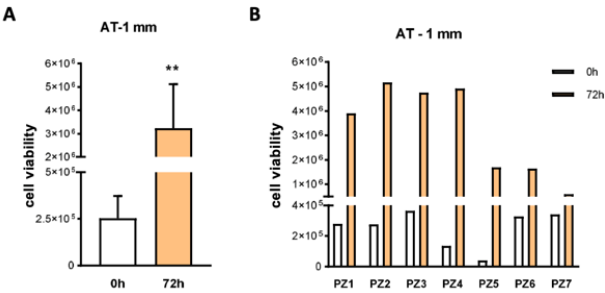 A
AT-1 mm
cell viability
6×10⁶
5×10⁶
4×10⁶
3×10⁶
2×10⁶
5×10⁵
2.5×10⁵
0
**
0h
72h
B
AT - 1 mm
cell viability
6×10⁶
5×10⁶
4×10⁶
3×10⁶
2×10⁶
1×10⁶
4×10⁵
2×10⁵
0
PZ1 PZ2 PZ3 PZ4 PZ5 PZ6 PZ7
0h
72h